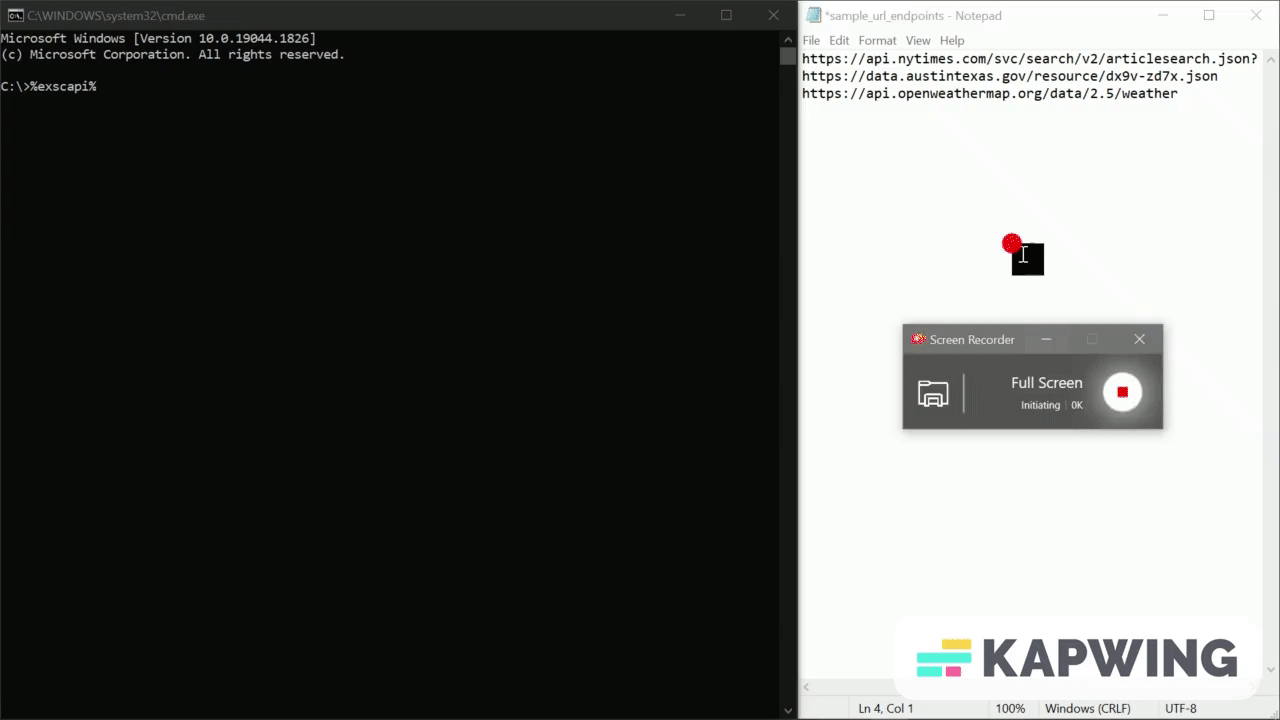 C:\WINDOWS\system32\cmd.exe
Microsoft Windows [Version 10.0.19044.1826]
(c) Microsoft Corporation. All rights reserved.
C:\>%exscapi%
*sample_url_endpoints - Notepad
File Edit Format View Help
https://api.nytimes.com/svc/search/v2/articlesearch.json?
https://data.austintexas.gov/resource/dx9v-zd7x.json
https://api.openweathermap.org/data/2.5/weather
Screen Recorder
Full Screen
Initiating 0K
KAPWING
Ln 4, Col 1 100% Windows (CRLF) UTF-8